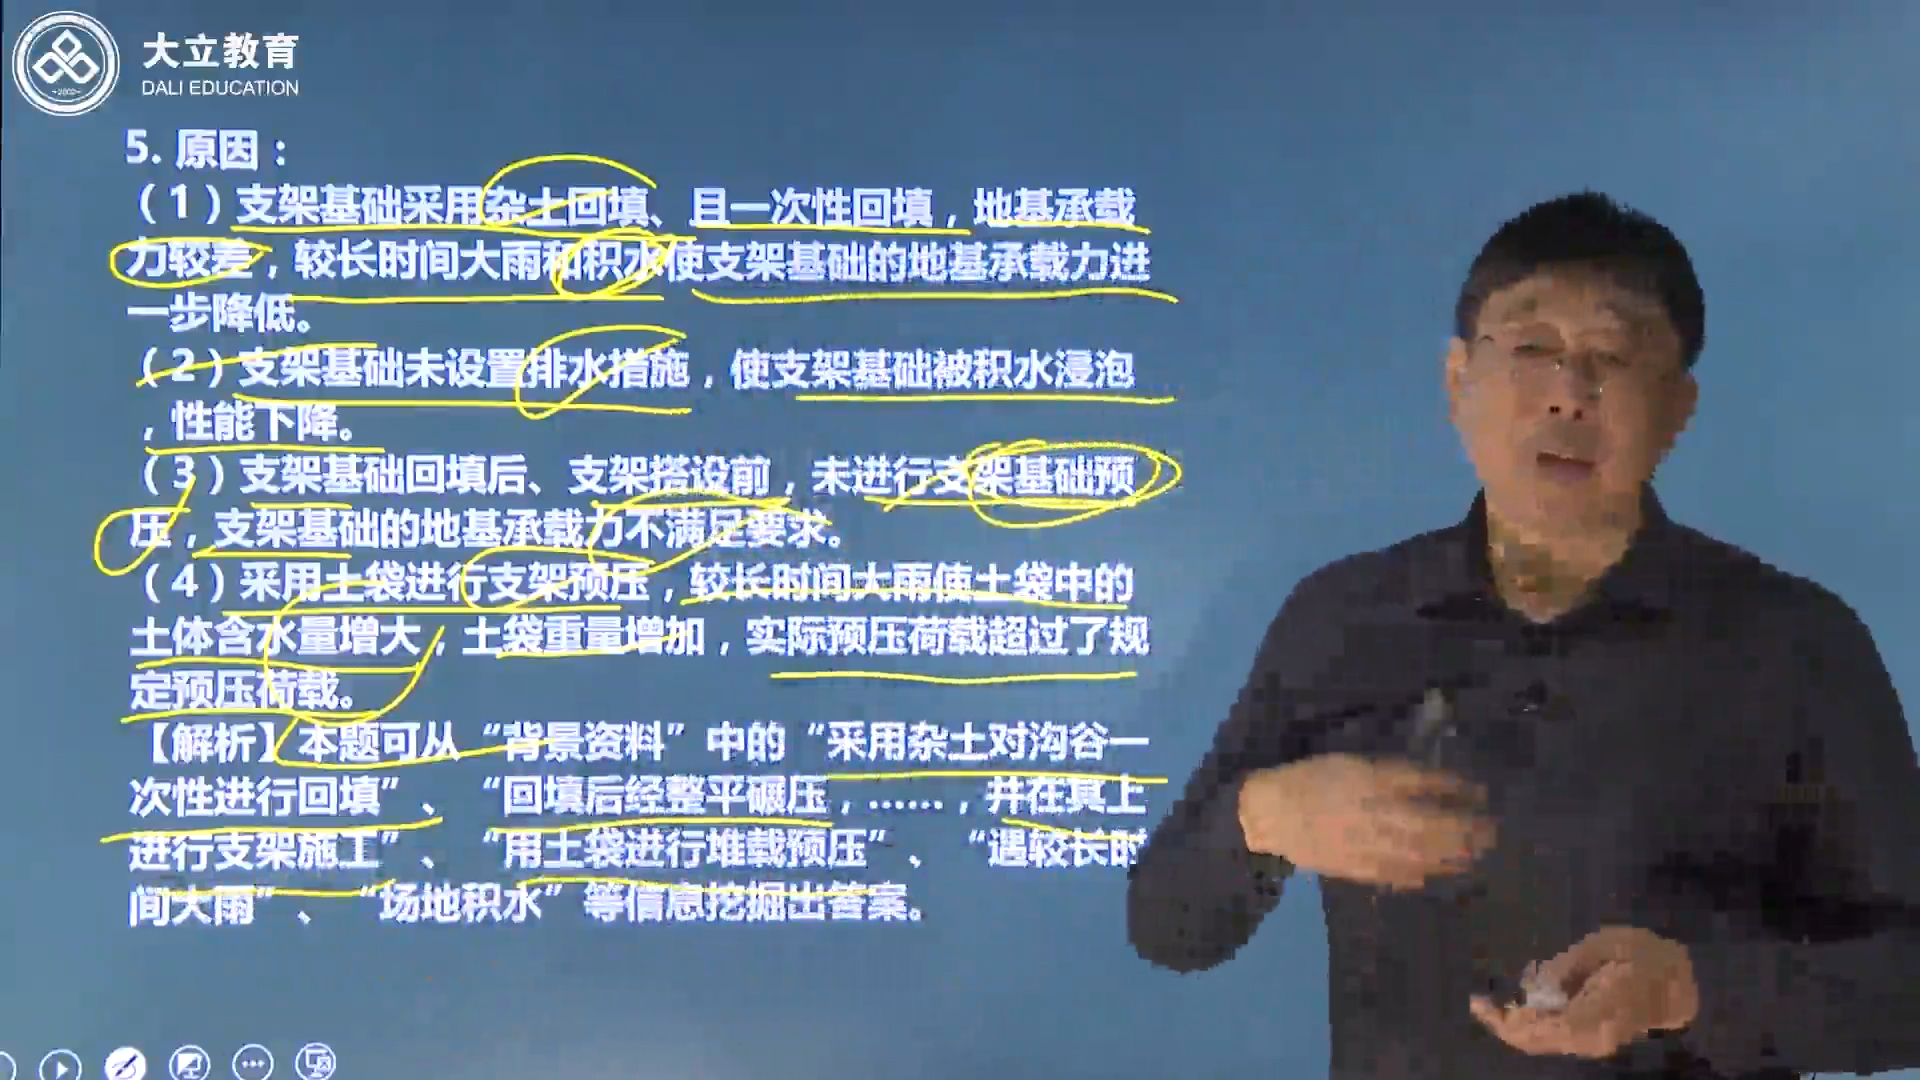 大立教育
DALI EDUCATION
5. 原因：
（1）支架基础采用杂土回填、且一次性回填，地基承载
力较差，较长时间大雨和积水使支架基础的地基承载力进
一步降低。
（2）支架基础未设置排水措施，使支架基础被积水浸泡
，性能下降。
（3）支架基础回填后、支架搭设前，未进行支架基础预
压，支架基础的地基承载力不满足要求。
（4）采用土袋进行支架预压，较长时间大雨使土袋中的
土体含水量增大，土袋重量增加，实际预压荷载超过了规
定预压荷载。
【解析】本题可从“背景资料”中的“采用杂土对沟谷一
次性进行回填”、“回填后经整平碾压，……，并在其上
进行支架施工”、“用土袋进行堆载预压”、“遇较长时
间大雨”、“场地积水”等信息挖掘出答案。